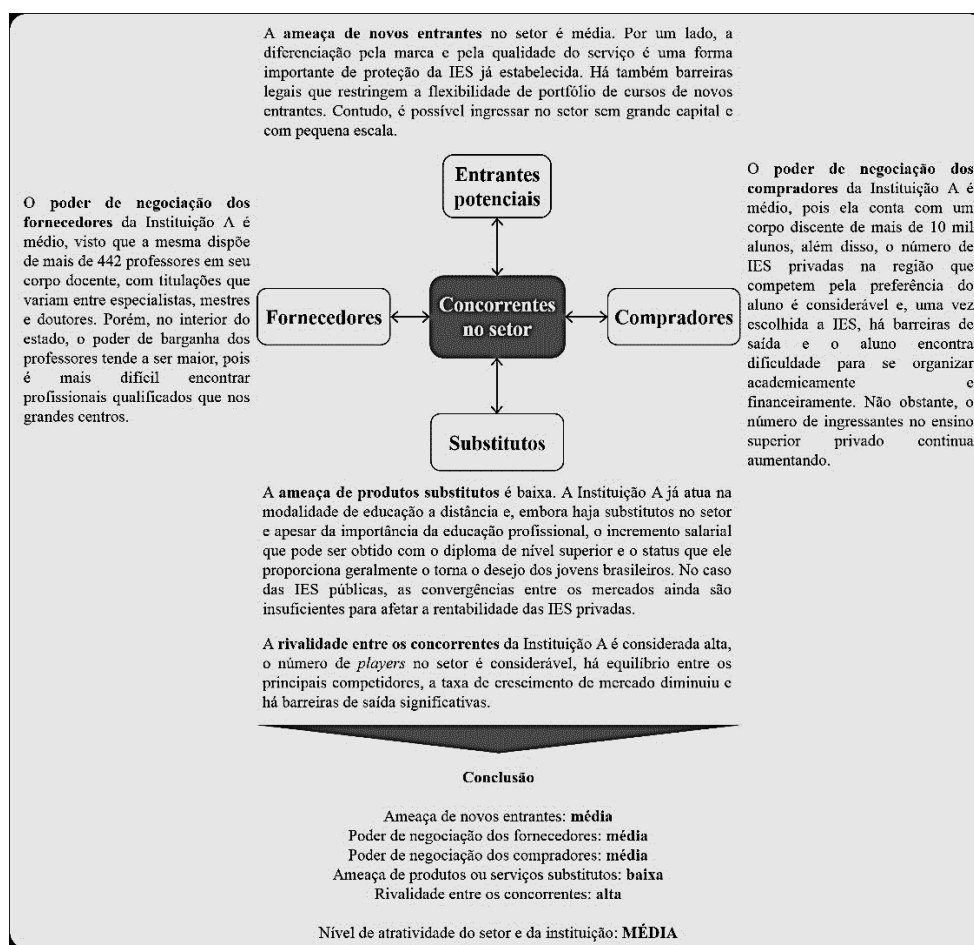 A ameaça de novos entrantes no setor é média. Por um lado, a
diferenciação pela marca e pela qualidade do serviço é uma forma
importante de proteção da IES já estabelecida. Há também barreiras
legais que restringem a flexibilidade de portfólio de cursos de novos
entrantes. Contudo, é possível ingressar no setor sem grande capital e
com pequena escala.
Entrantes
potenciais
O poder de negociação dos
fornecedores da Instituição A é
médio, visto que a mesma dispõe
de mais de 442 professores em seu
corpo docente, com titulações que
variam entre especialistas, mestres
e doutores. Porém, no interior do
estado, o poder de barganha dos
professores tende a ser maior, pois
é mais difícil encontrar
profissionais qualificados que nos
grandes centros.
Fornecedores
Concorrentes
no setor
Compradores
O poder de negociação dos
compradores da Instituição A é
médio, pois ela conta com um
corpo discente de mais de 10 mil
alunos, além disso, o número de
IES privadas na região que
competem pela preferência do
aluno é considerável e, uma vez
escolhida a IES, há barreiras de
saída e o aluno encontra
dificuldade para se organizar
academicamente e
financeiramente. Não obstante, o
número de ingressantes no ensino
superior privado continua
aumentando.
Substitutos
A ameaça de produtos substitutos é baixa. A Instituição A já atua na
modalidade de educação a distância e, embora haja substitutos no setor
e apesar da importância da educação profissional, o incremento salarial
que pode ser obtido com o diploma de nível superior e o status que ele
proporciona geralmente o torna o desejo dos jovens brasileiros. No caso
das IES públicas, as convergências entre os mercados ainda são
insuficientes para afetar a rentabilidade das IES privadas.
A rivalidade entre os concorrentes da Instituição A é considerada alta,
o número de players no setor é considerável, há equilíbrio entre os
principais competidores, a taxa de crescimento de mercado diminuiu e
há barreiras de saída significativas.
Conclusão
Ameaça de novos entrantes: média
Poder de negociação dos fornecedores: média
Poder de negociação dos compradores: média
Ameaça de produtos ou serviços substitutos: baixa
Rivalidade entre os concorrentes: alta
Nível de atratividade do setor e da instituição: MÉDIA